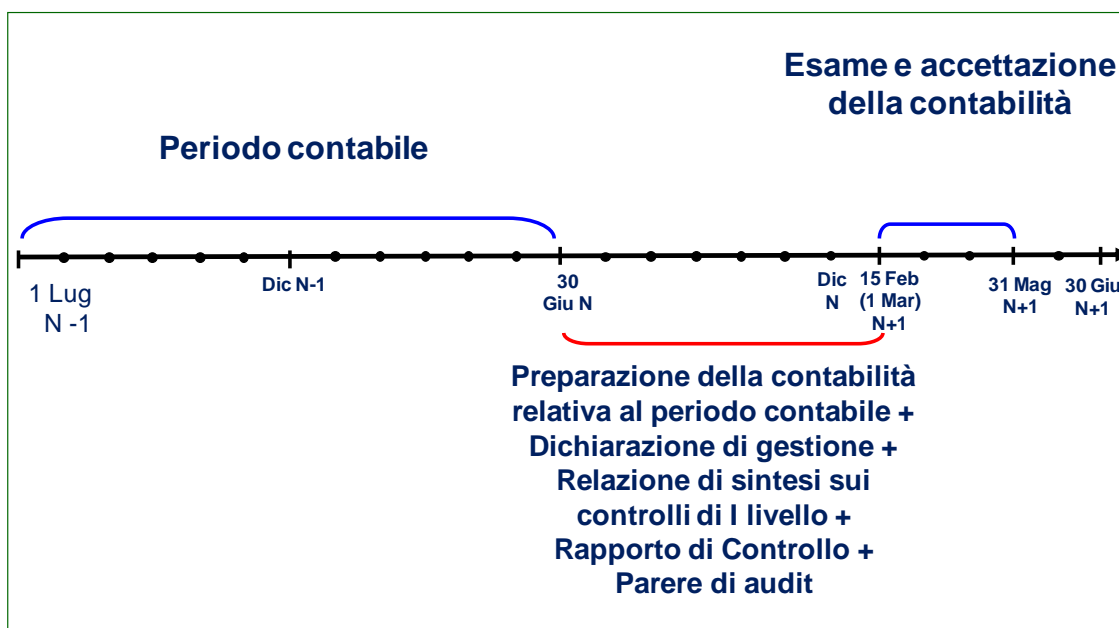 Esame e accettazione
della contabilità
Periodo contabile
1 Lug
N -1
Dic N-1
30
Giu N
Dic
N
15 Feb
(1 Mar)
N+1
31 Mag
N+1
30 Giu
N+1
Preparazione della contabilità
relativa al periodo contabile +
Dichiarazione di gestione +
Relazione di sintesi sui
controlli di I livello +
Rapporto di Controllo +
Parere di audit